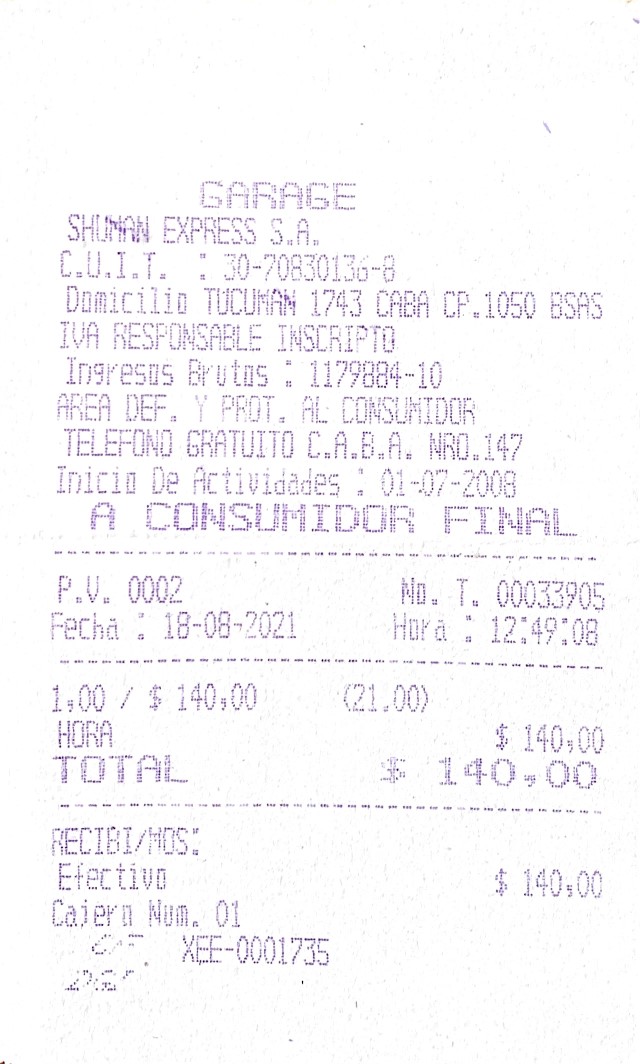 GARAGE
SHUMAN EXPRESS S.A.
C.U.I.T. : 30-70830136-8
Domicilio TUCUMAN 1743 CABA CP.1050 BSAS
IVA RESPONSABLE INSCRIPTO
Ingresos Brutos : 1179884-10
AREA DEF. Y PROT. AL CONSUMIDOR
TELEFONO GRATUITO C.A.B.A. NRO.147
Inicio De Actividades : 01-07-2008
A CONSUMIDOR FINAL
P.V. 0002 No. T. 00033905
Fecha : 18-08-2021 Hora : 12:49:08
1,00 / $ 140,00 (21.00)
HORA $ 140,00
TOTAL $ 140,00
RECIBI/MOS:
Efectivo $ 140,00
Cajero Num. 01
XEE-0001735